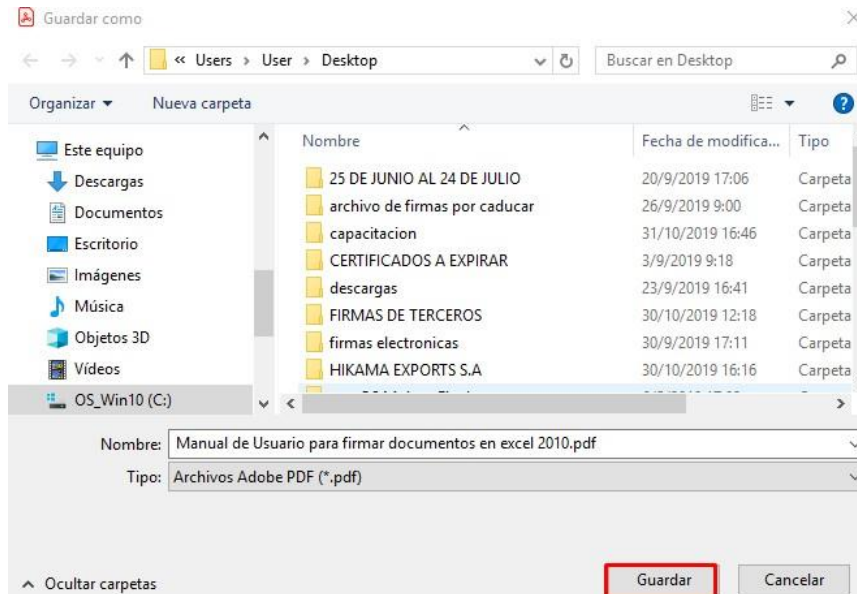 Guardar como
« Users › User › Desktop
Buscar en Desktop
Organizar
Nueva carpeta
Este equipo
Descargas
Documentos
Escritorio
Imágenes
Música
Objetos 3D
Vídeos
OS_Win10 (C:)
Nombre Fecha de modifica... Tipo
25 DE JUNIO AL 24 DE JULIO 20/9/2019 17:06 Carpeta
archivo de firmas por caducar 26/9/2019 9:00 Carpeta
capacitacion 31/10/2019 16:46 Carpeta
CERTIFICADOS A EXPIRAR 3/9/2019 9:18 Carpeta
descargas 23/9/2019 16:41 Carpeta
FIRMAS DE TERCEROS 30/10/2019 12:18 Carpeta
firmas electronicas 30/9/2019 17:11 Carpeta
HIKAMA EXPORTS S.A 30/10/2019 16:16 Carpeta
Nombre: Manual de Usuario para firmar documentos en excel 2010.pdf
Tipo: Archivos Adobe PDF (*.pdf)
Ocultar carpetas
Guardar
Cancelar